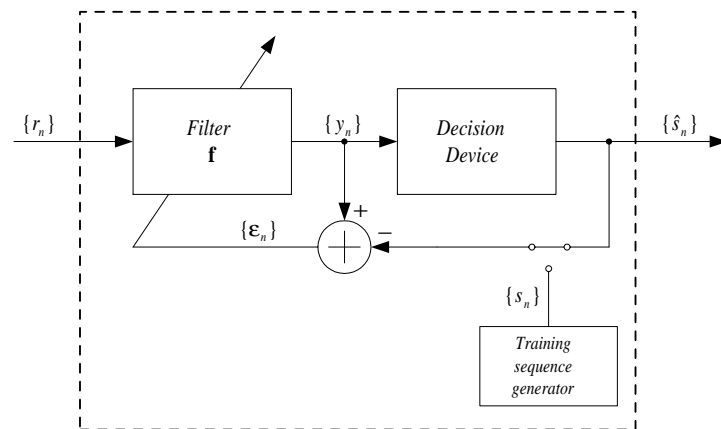 {r_n}
Filter
f
{y_n}
Decision
Device
{ŝ_n}
+
−
{ε_n}
{s_n}
Training
sequence
generator